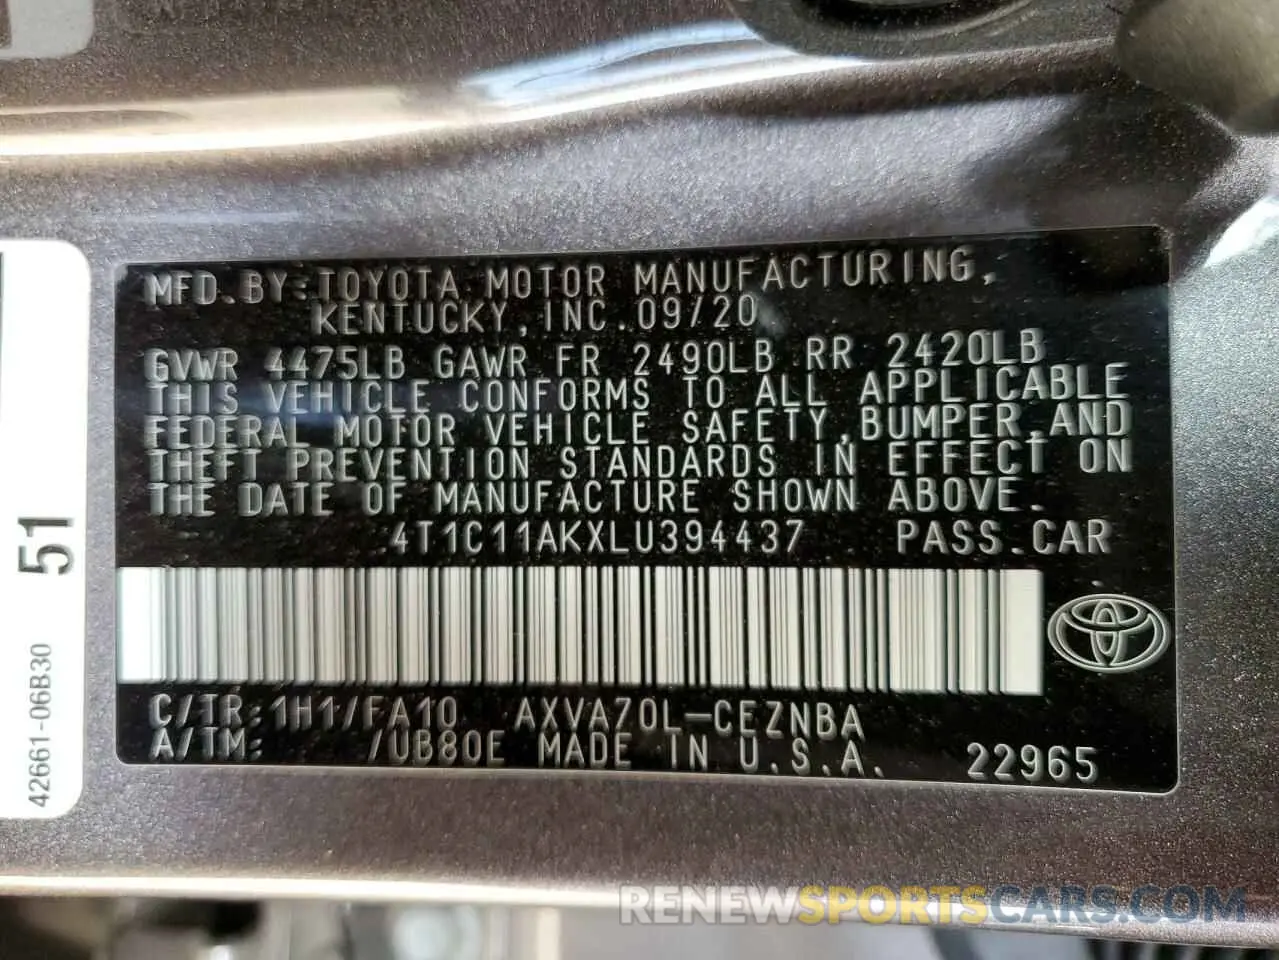 MFD.BY:TOYOTA MOTOR MANUFACTURING,
KENTUCKY,INC.09/20
GVWR 4475LB GAWR FR 2490LB RR 2420LB
THIS VEHICLE CONFORMS TO ALL APPLICABLE
FEDERAL MOTOR VEHICLE SAFETY,BUMPER,AND
THEFT PREVENTION STANDARDS IN EFFECT ON
THE DATE OF MANUFACTURE SHOWN ABOVE.
4T1C11AKXLU394437 PASS.CAR
C/TR:1H1/FA10 AXVA70L-CEZNBA
A/TM: /UB80E MADE IN U.S.A. 22965
51
42661-06B30
RENEWSPORTSCARS.COM